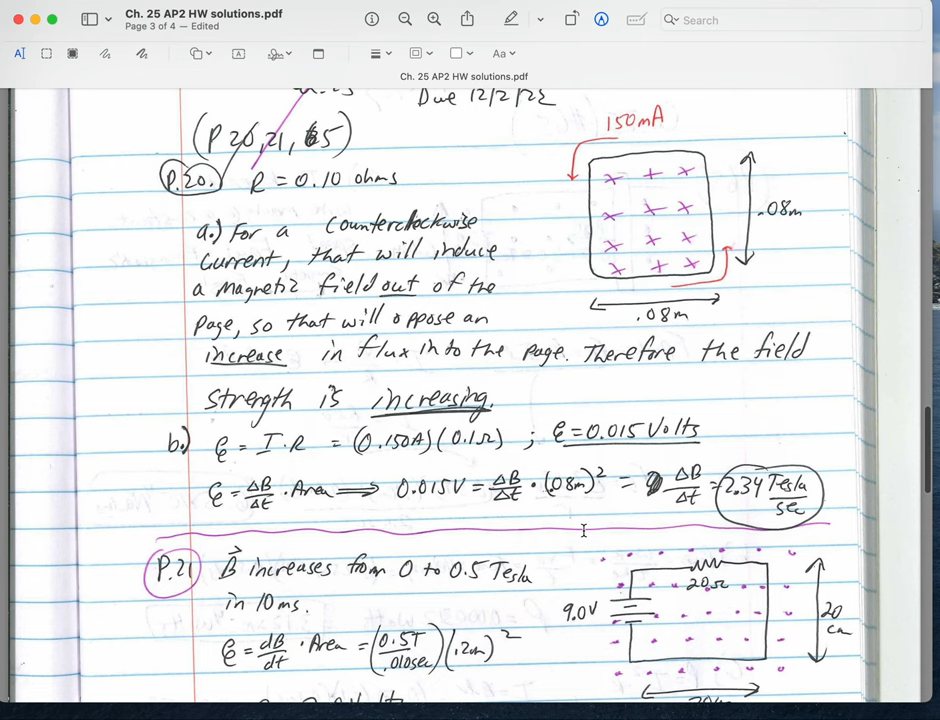 Ch. 25 AP2 HW solutions.pdf
Page 3 of 4 – Edited
Search
Aa
Ch. 25 AP2 HW solutions.pdf
Due 12/2/22
(P 20, 21, 65)
150mA
P.20. R = 0.10 ohms
.08m
.08m
a.) For a counterclockwise
current, that will induce
a magnetic field out of the
page, so that will oppose an
increase in flux into the page. Therefore the field
strength is increasing.
b.) ε = I · R = (0.150A)(0.1Ω) ; ε = 0.015 Volts
ε = ΔB/Δt · Area ⟹ 0.015V = ΔB/Δt · (.08m)² = ΔB/Δt = 2.34 Tesla/sec
P.21 B⃗ increases from 0 to 0.5 Tesla
in 10ms.
20Ω
9.0V
20 cm
ε = dB/dt · Area = (0.5T/.010sec)(.2m)²